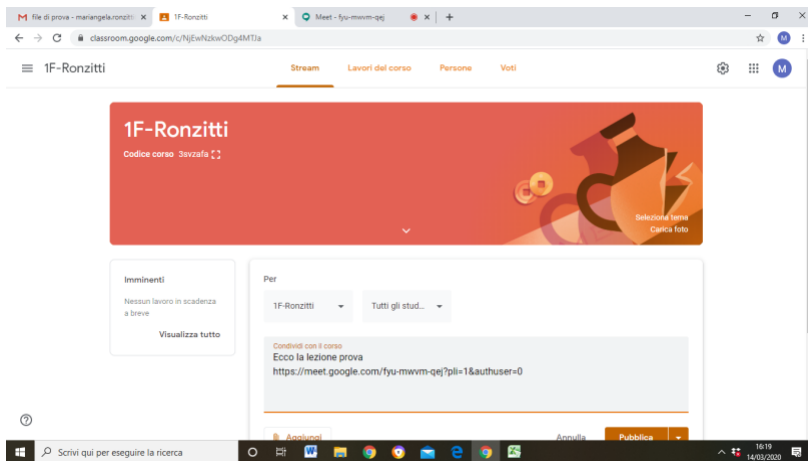 file di prova - mariangela.ronzitti
1F-Ronzitti
Meet - fyu-mwvm-qej
classroom.google.com/c/NjEwNzkwODg4MTJa
M
1F-Ronzitti
Stream
Lavori del corso
Persone
Voti
M
1F-Ronzitti
Codice corso 3svzafa
Seleziona tema
Carica foto
Imminenti
Nessun lavoro in scadenza
a breve
Visualizza tutto
Per
1F-Ronzitti
Tutti gli stud...
Condividi con il corso
Ecco la lezione prova
https://meet.google.com/fyu-mwvm-qej?pli=1&authuser=0
Aggiungi
Annulla
Pubblica
Scrivi qui per eseguire la ricerca
16:19
14/03/2020